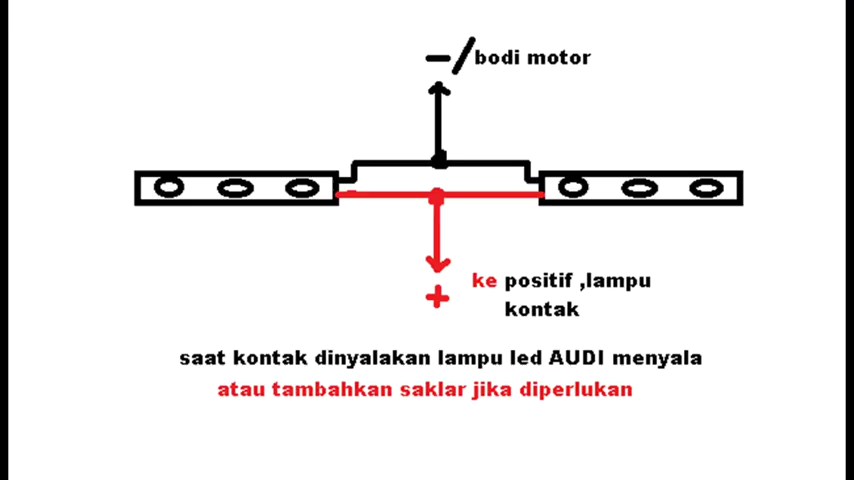 −/bodi motor
+
ke positif ,lampu
kontak
saat kontak dinyalakan lampu led AUDI menyala
atau tambahkan saklar jika diperlukan